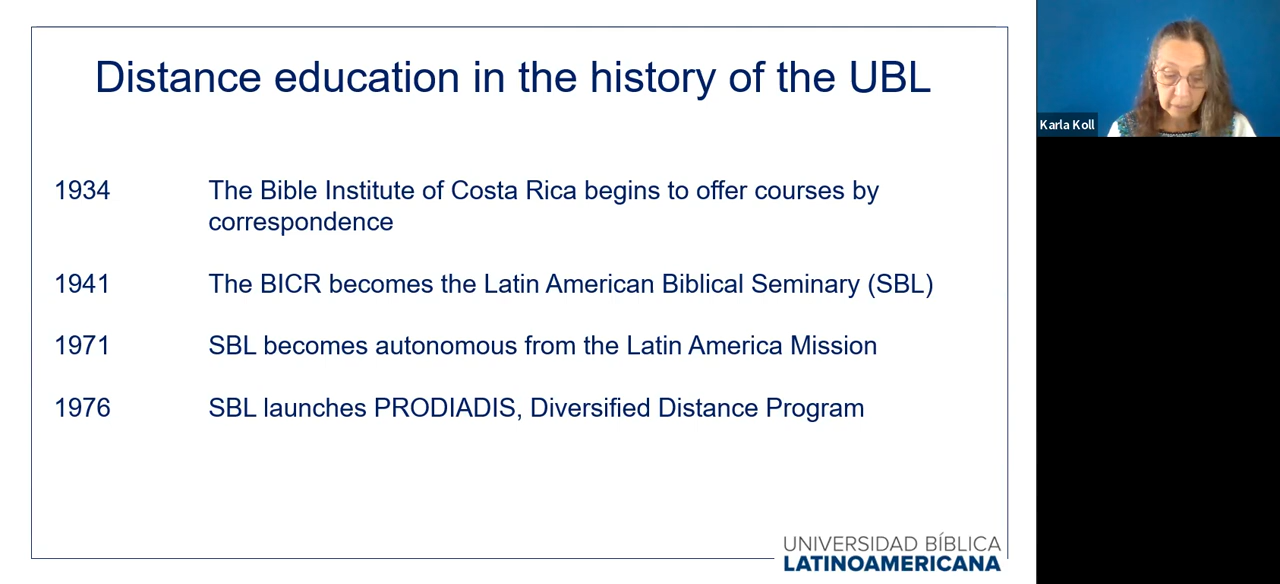 Distance education in the history of the UBL
1934 The Bible Institute of Costa Rica begins to offer courses by
correspondence
1941 The BICR becomes the Latin American Biblical Seminary (SBL)
1971 SBL becomes autonomous from the Latin America Mission
1976 SBL launches PRODIADIS, Diversified Distance Program
UNIVERSIDAD BÍBLICA
LATINOAMERICANA
Karla Koll